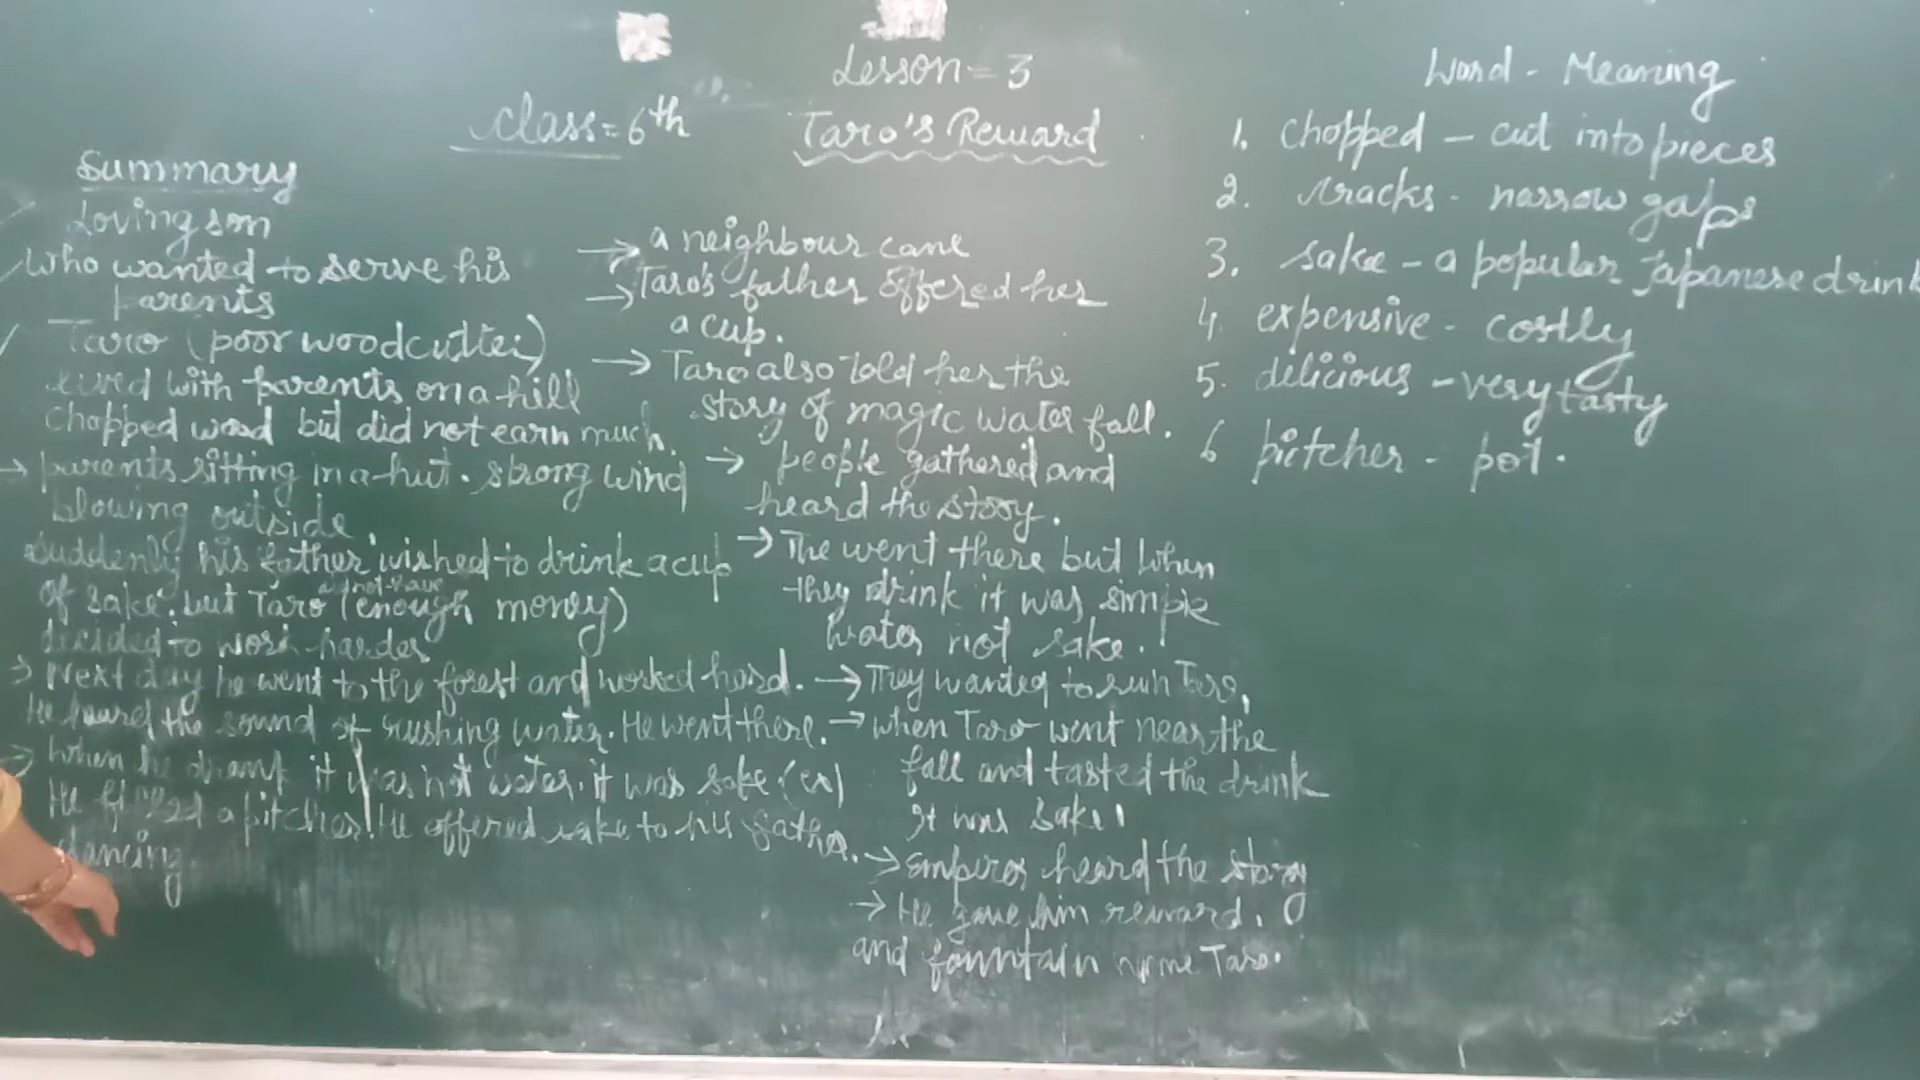 Lesson = 3
Class = 6th
Taro's Reward
Summary
Loving son
Who wanted to serve his
parents
Taro (poor woodcutter)
lived with parents on a hill
chopped wood but did not earn much.
→ parents sitting in a hut. strong wind
blowing outside.
suddenly his father wished to drink a cup
of sake. but Taro (enough money)
not have
decided to work harder
→ Next day he went to the forest and worked hard.
He heard the sound of rushing water. He went there.
→ When he drank it was not water. it was sake (ex)
He filled a pitcher. He offered sake to his father.
dancing
→ a neighbour cane
→ Taro's father offered her
a cup.
→ Taro also told her the
story of magic water fall.
→ people gathered and
heard the story.
→ The went there but when
they drink it was simple
water not sake.
→ They wanted to Taro.
→ when Taro went near the
fall and tasted the drink
It was sake.
→ Emperor heard the story
→ He gave him reward.
and fountain name Taro.
Word - Meaning
1. chopped – cut into pieces
2. cracks - narrow gaps
3. sake – a popular Japanese drink
4. expensive - costly
5. delicious – very tasty
6 pitcher - pot.